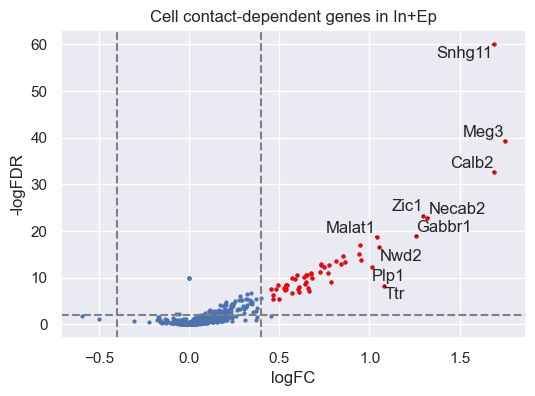 Cell contact-dependent genes in In+Ep
60
50
40
30
20
10
0
-logFDR
Snhg11
Meg3
Calb2
Zic1
Necab2
Malat1
Gabbr1
Nwd2
Plp1
Ttr
−0.5
0.0
0.5
1.0
1.5
logFC